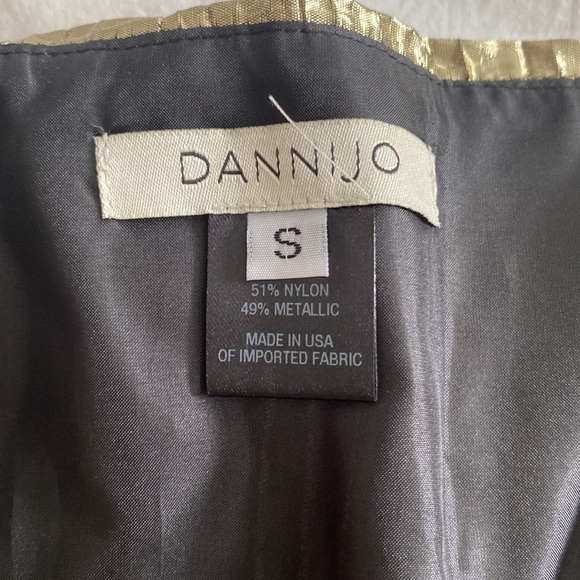 DANNIJO
S
51% NYLON
49% METALLIC
MADE IN USA
OF IMPORTED FABRIC